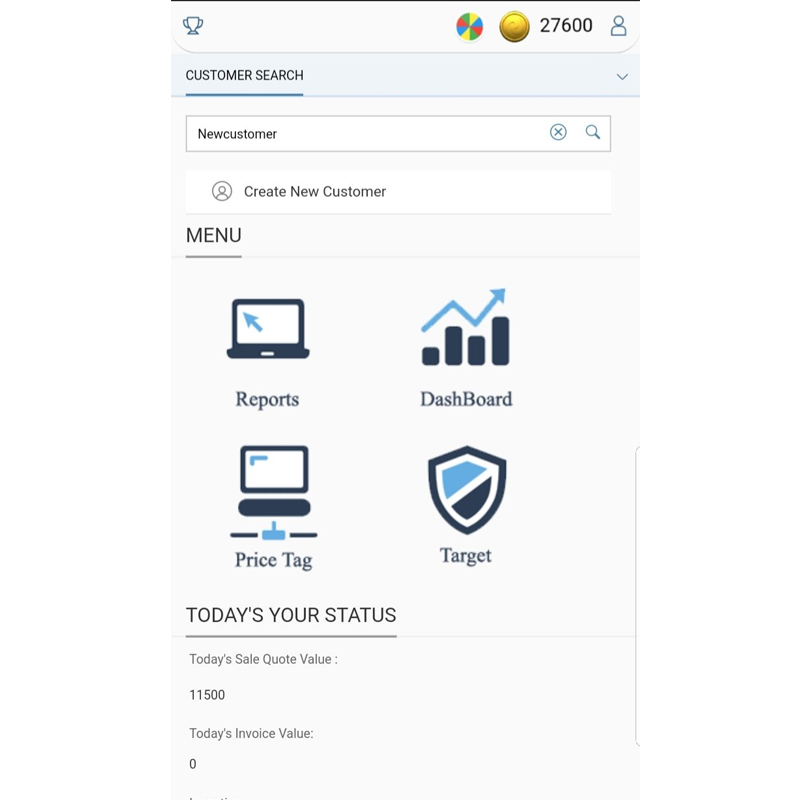 27600
CUSTOMER SEARCH
Newcustomer
Create New Customer
MENU
Reports
DashBoard
Price Tag
Target
TODAY'S YOUR STATUS
Today's Sale Quote Value :
11500
Today's Invoice Value:
0